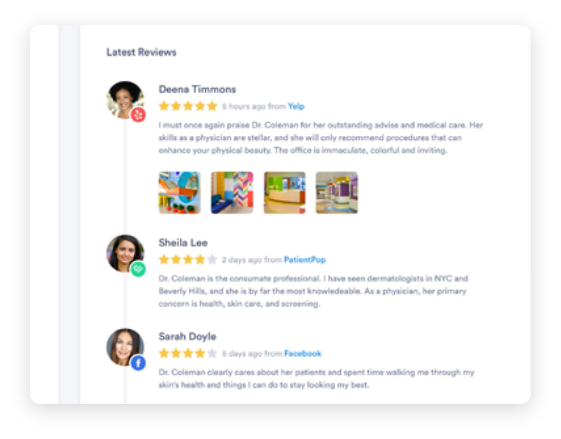 Latest Reviews
Deena Timmons
5 hours ago from Yelp
I must once again praise Dr. Coleman for her outstanding advise and medical care. Her
skills as a physician are stellar, and she will only recommend procedures that can
enhance your physical beauty. The office is immaculate, colorful and inviting.
Sheila Lee
2 days ago from PatientPop
Dr. Coleman is the consumate professional. I have seen dermatologists in NYC and
Beverly Hills, and she is by far the most knowledeable. As a physician, her primary
concern is health, skin care, and screening.
Sarah Doyle
5 days ago from Facebook
Dr. Coleman clearly cares about her patients and spent time walking me through my
skin's health and things I can do to stay looking my best.